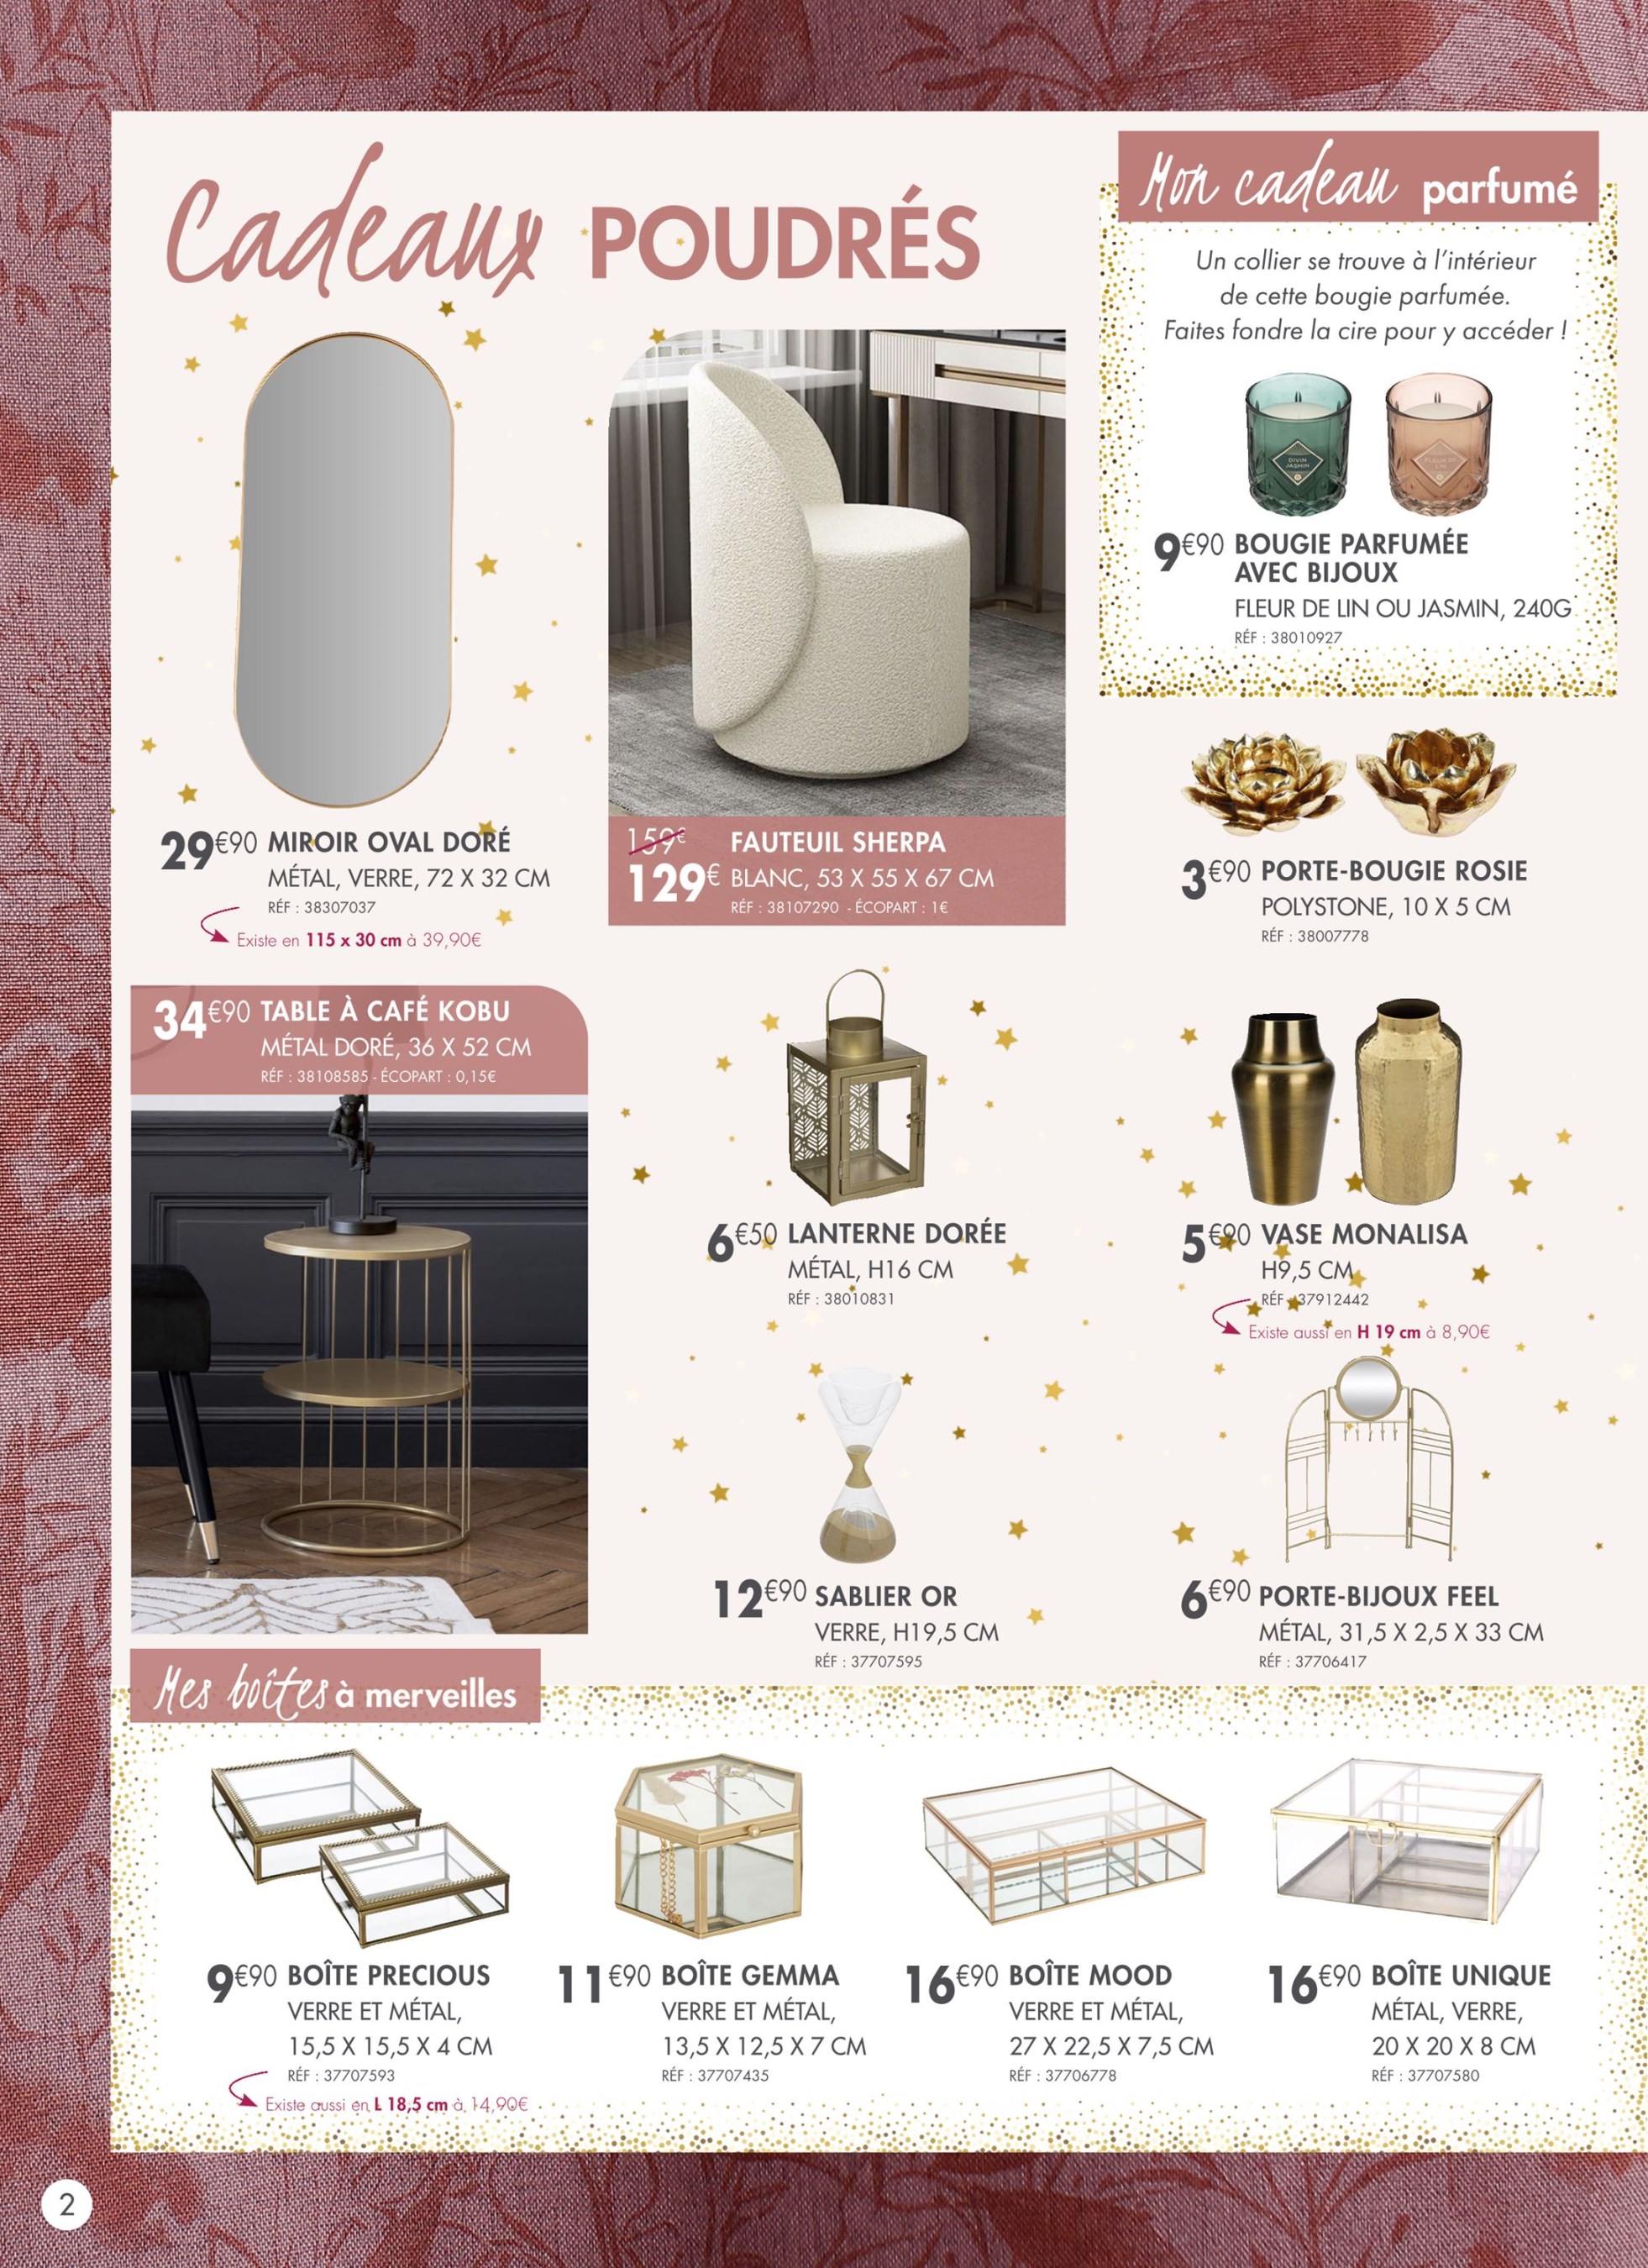 Cadeaux POUDRÉS
Mon cadeau parfumé
Un collier se trouve à l'intérieur
de cette bougie parfumée.
Faites fondre la cire pour y accéder !
DIVIN
JASMIN
FLEUR DE
LIN
9€90 BOUGIE PARFUMÉE
AVEC BIJOUX
FLEUR DE LIN OU JASMIN, 240G
RÉF : 38010927
29€90 MIROIR OVAL DORÉ
MÉTAL, VERRE, 72 X 32 CM
RÉF : 38307037
Existe en 115 x 30 cm à 39,90€
159€ FAUTEUIL SHERPA
129€ BLANC, 53 X 55 X 67 CM
RÉF : 38107290 - ÉCOPART : 1€
3€90 PORTE-BOUGIE ROSIE
POLYSTONE, 10 X 5 CM
RÉF : 38007778
34€90 TABLE À CAFÉ KOBU
MÉTAL DORÉ, 36 X 52 CM
RÉF : 38108585 - ÉCOPART : 0,15€
6€50 LANTERNE DORÉE
MÉTAL, H16 CM
RÉF : 38010831
5€90 VASE MONALISA
H9,5 CM
RÉF : 37912442
Existe aussi en H 19 cm à 8,90€
12€90 SABLIER OR
VERRE, H19,5 CM
RÉF : 37707595
6€90 PORTE-BIJOUX FEEL
MÉTAL, 31,5 X 2,5 X 33 CM
RÉF : 37706417
Mes boîtes à merveilles
9€90 BOÎTE PRECIOUS
VERRE ET MÉTAL,
15,5 X 15,5 X 4 CM
RÉF : 37707593
Existe aussi en L 18,5 cm à 14,90€
11€90 BOÎTE GEMMA
VERRE ET MÉTAL,
13,5 X 12,5 X 7 CM
RÉF : 37707435
16€90 BOÎTE MOOD
VERRE ET MÉTAL,
27 X 22,5 X 7,5 CM
RÉF : 37706778
16€90 BOÎTE UNIQUE
MÉTAL, VERRE,
20 X 20 X 8 CM
RÉF : 37707580
2